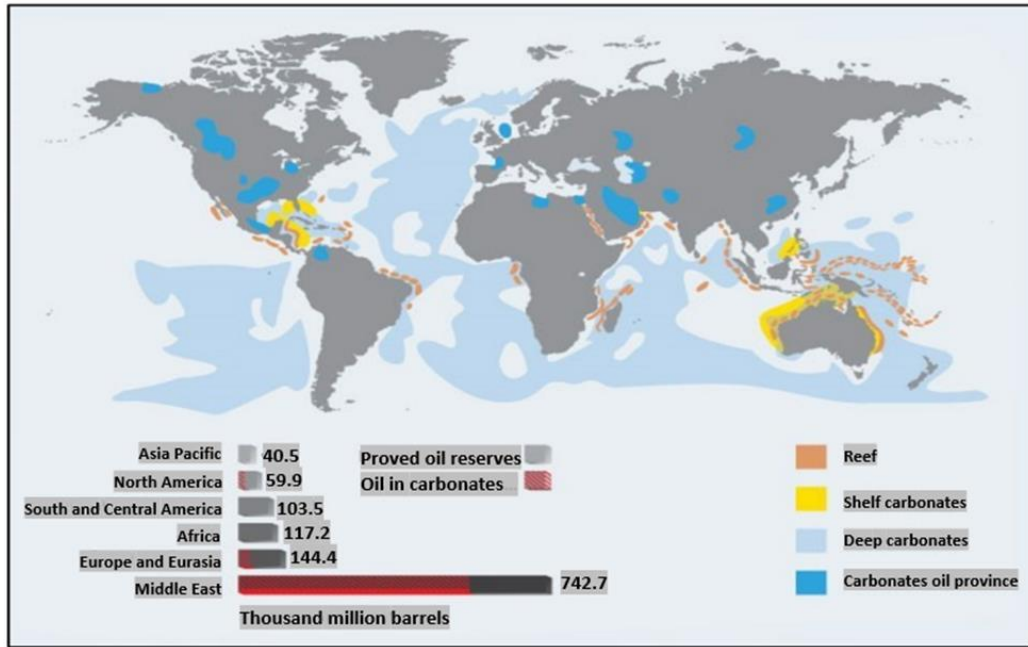 Asia Pacific 40.5
North America 59.9
South and Central America 103.5
Africa 117.2
Europe and Eurasia 144.4
Middle East 742.7
Thousand million barrels
Proved oil reserves
Oil in carbonates
Reef
Shelf carbonates
Deep carbonates
Carbonates oil province